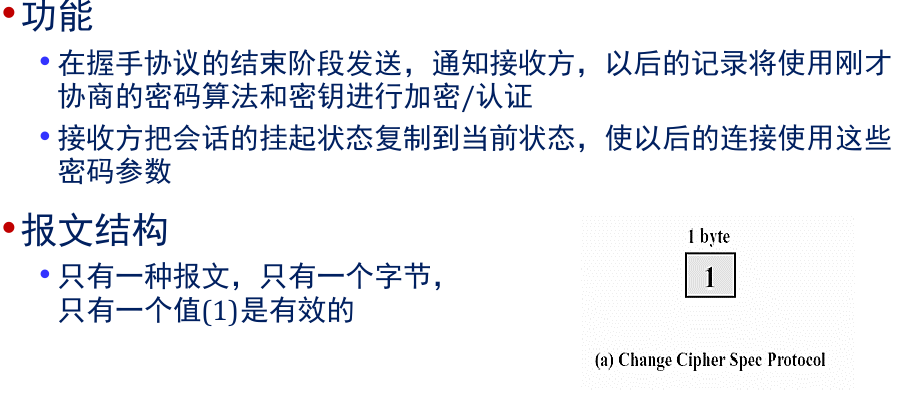 功能
在握手协议的结束阶段发送，通知接收方，以后的记录将使用刚才
协商的密码算法和密钥进行加密/认证
接收方把会话的挂起状态复制到当前状态，使以后的连接使用这些
密码参数
报文结构
只有一种报文，只有一个字节，
只有一个值(1)是有效的
1 byte
1
(a) Change Cipher Spec Protocol